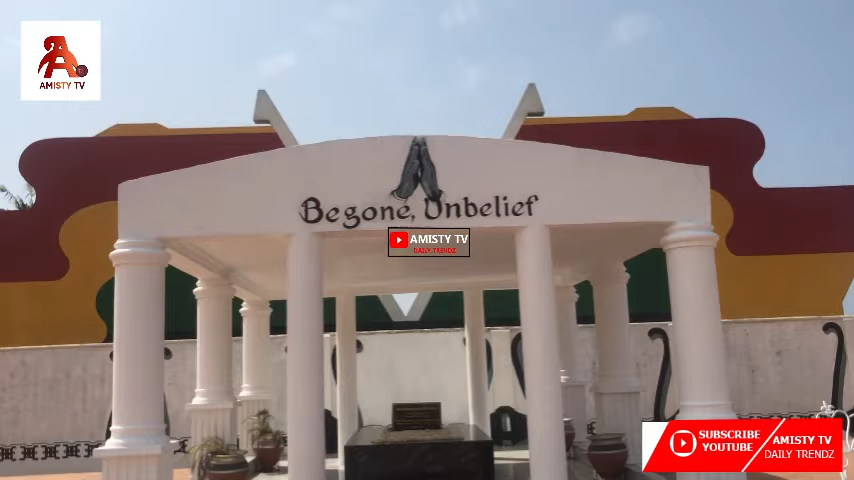 AMISTY TV
Begone, Unbelief
AMISTY TV
DAILY TRENDZ
SUBSCRIBE
YOUTUBE
AMISTY TV
DAILY TRENDZ